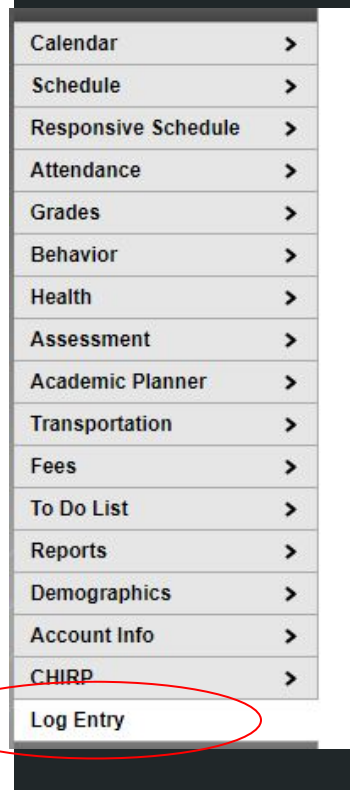 Calendar
Schedule
Responsive Schedule
Attendance
Grades
Behavior
Health
Assessment
Academic Planner
Transportation
Fees
To Do List
Reports
Demographics
Account Info
CHIRP
Log Entry